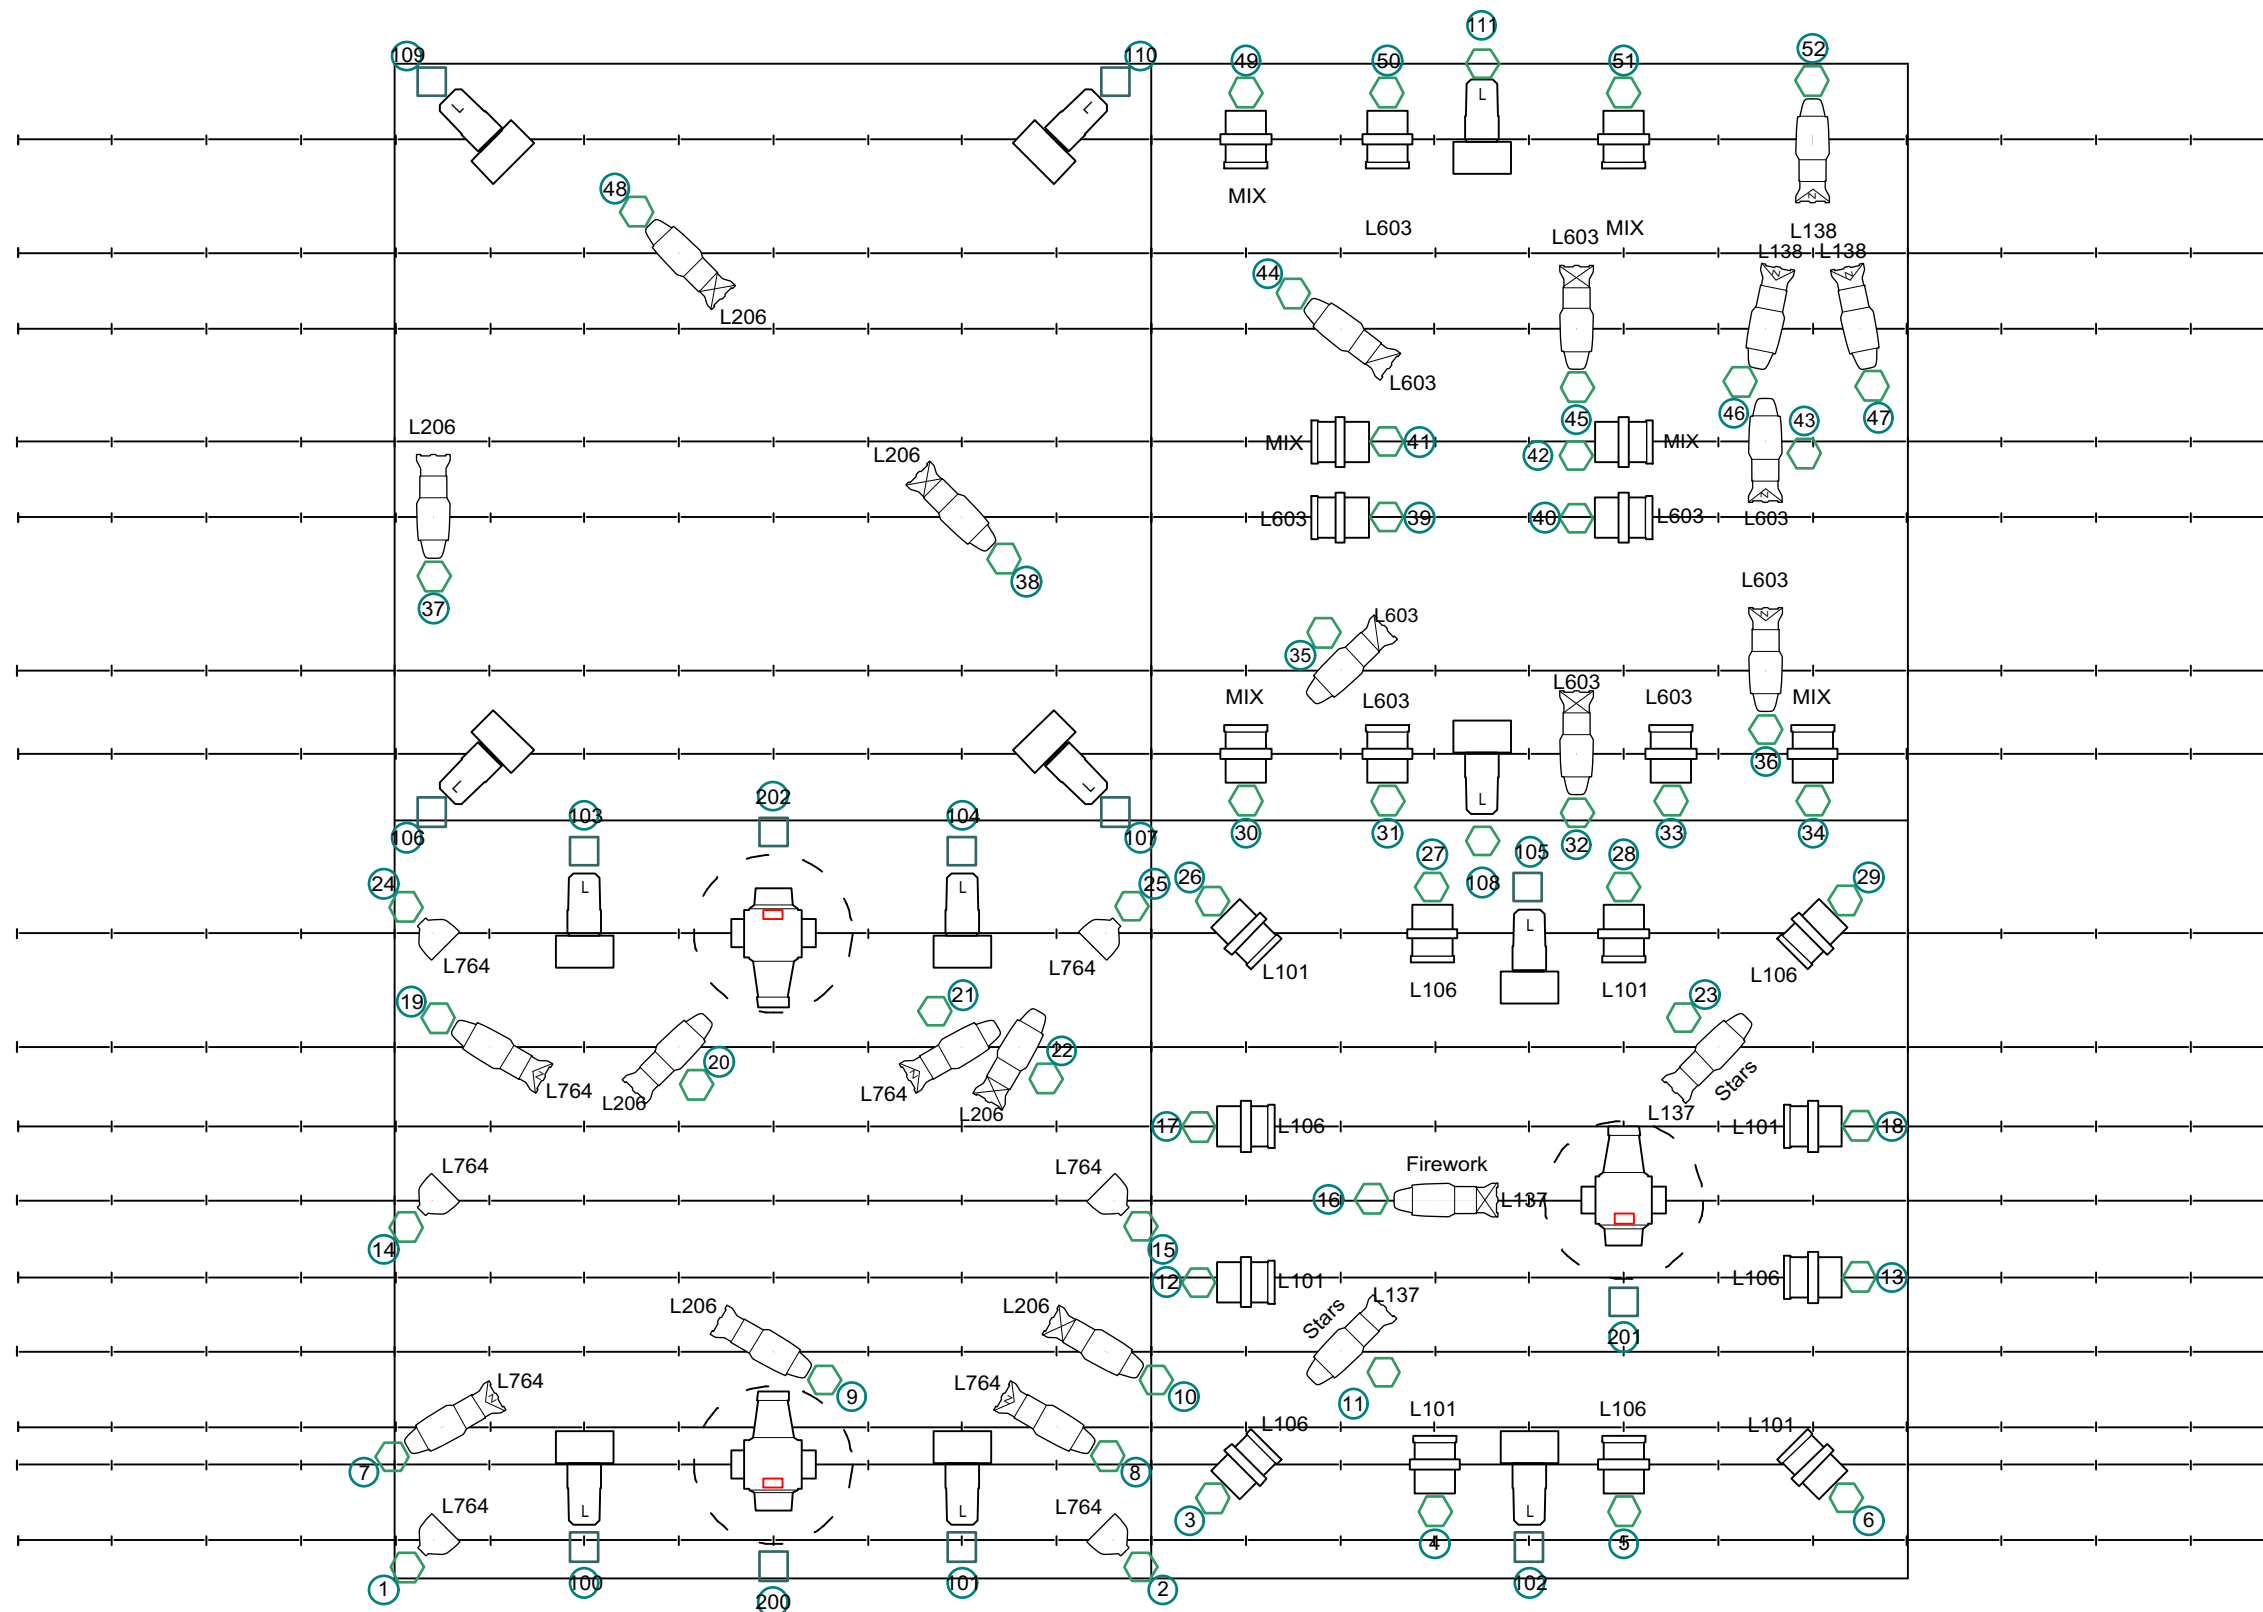 111
109
110
49
50
51
52
L
L
L
MIX
N
48
L603
MIX
L603
L138
L138
L138
44
N
N
L206
L603
46
43
47
45
L206
MIX
41
42
MIX
L206
N
L603
39
40
L603
L603
38
L603
37
L603
N
35
L603
MIX
L603
L603
MIX
36
L
L
L
202
103
104
106
107
30
31
32
33
34
27
105
28
26
29
24
25
108
L
L
L
L764
L764
L101
L106
L106
L101
19
21
23
22
20
N
N
L764
L206
L764
L206
Stars
L137
17
L106
L101
18
L764
L764
Firework
16
L137
14
15
12
L101
L106
13
L206
L206
Stars
L137
201
L764
N
L764
N
9
10
11
L106
L101
L106
L101
7
8
L764
L764
L
L
L
3
4
5
6
1
100
200
101
2
102